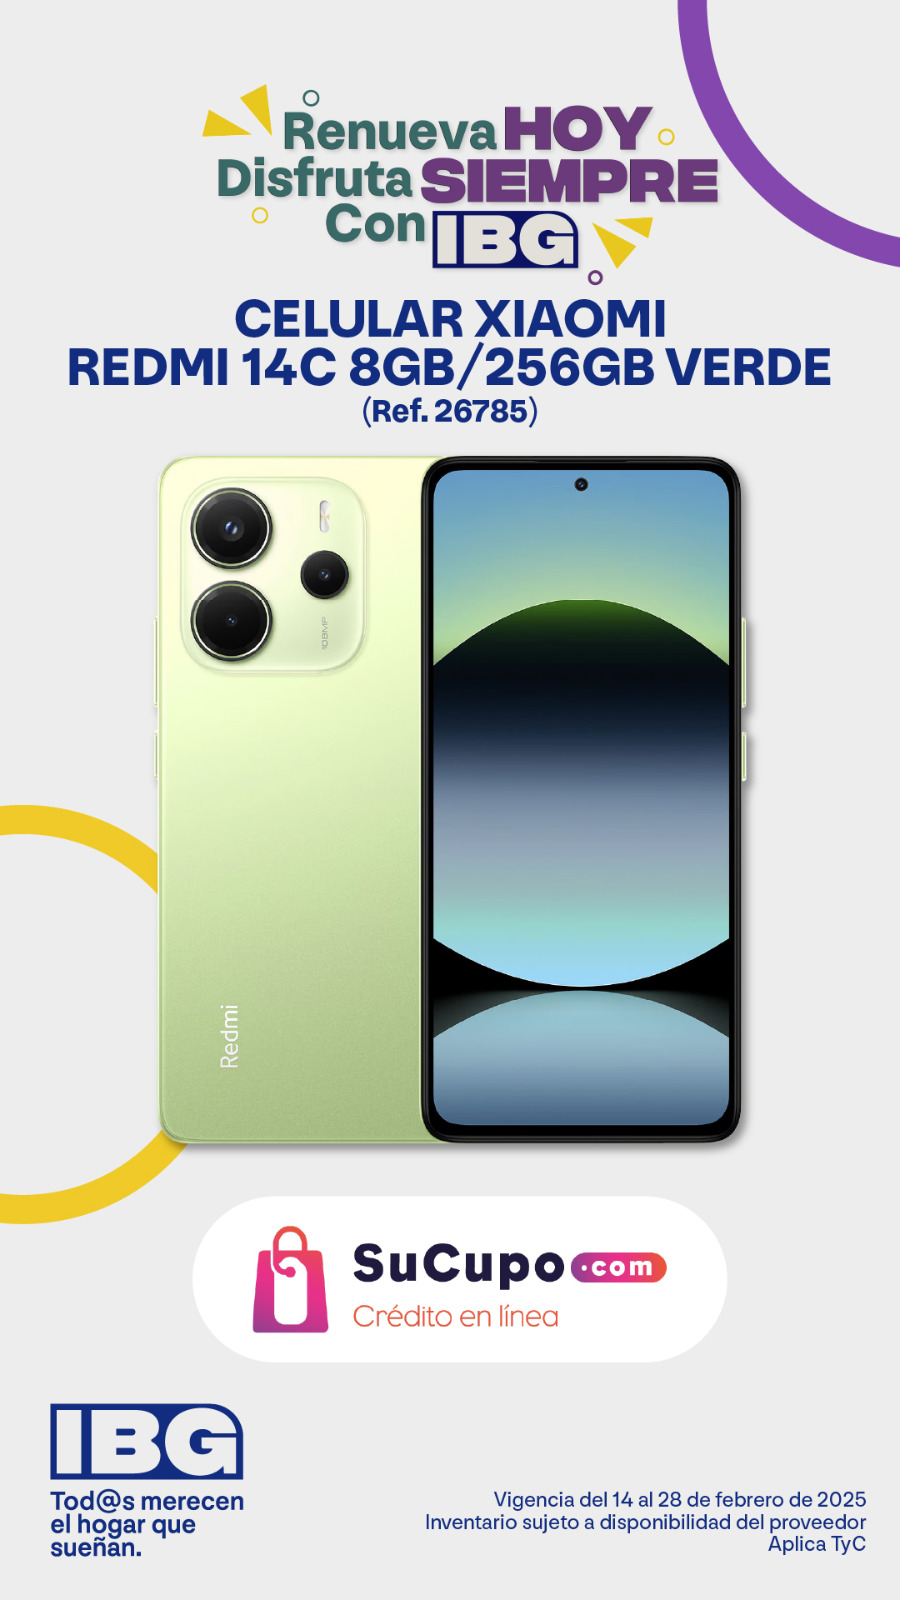 Renueva HOY
Disfruta SIEMPRE
Con IBG
CELULAR XIAOMI
REDMI 14C 8GB/256GB VERDE
(Ref. 26785)
108MP
Redmi
SuCupo.com
Crédito en línea
IBG
Tod@s merecen
el hogar que
sueñan.
Vigencia del 14 al 28 de febrero de 2025
Inventario sujeto a disponibilidad del proveedor
Aplica TyC